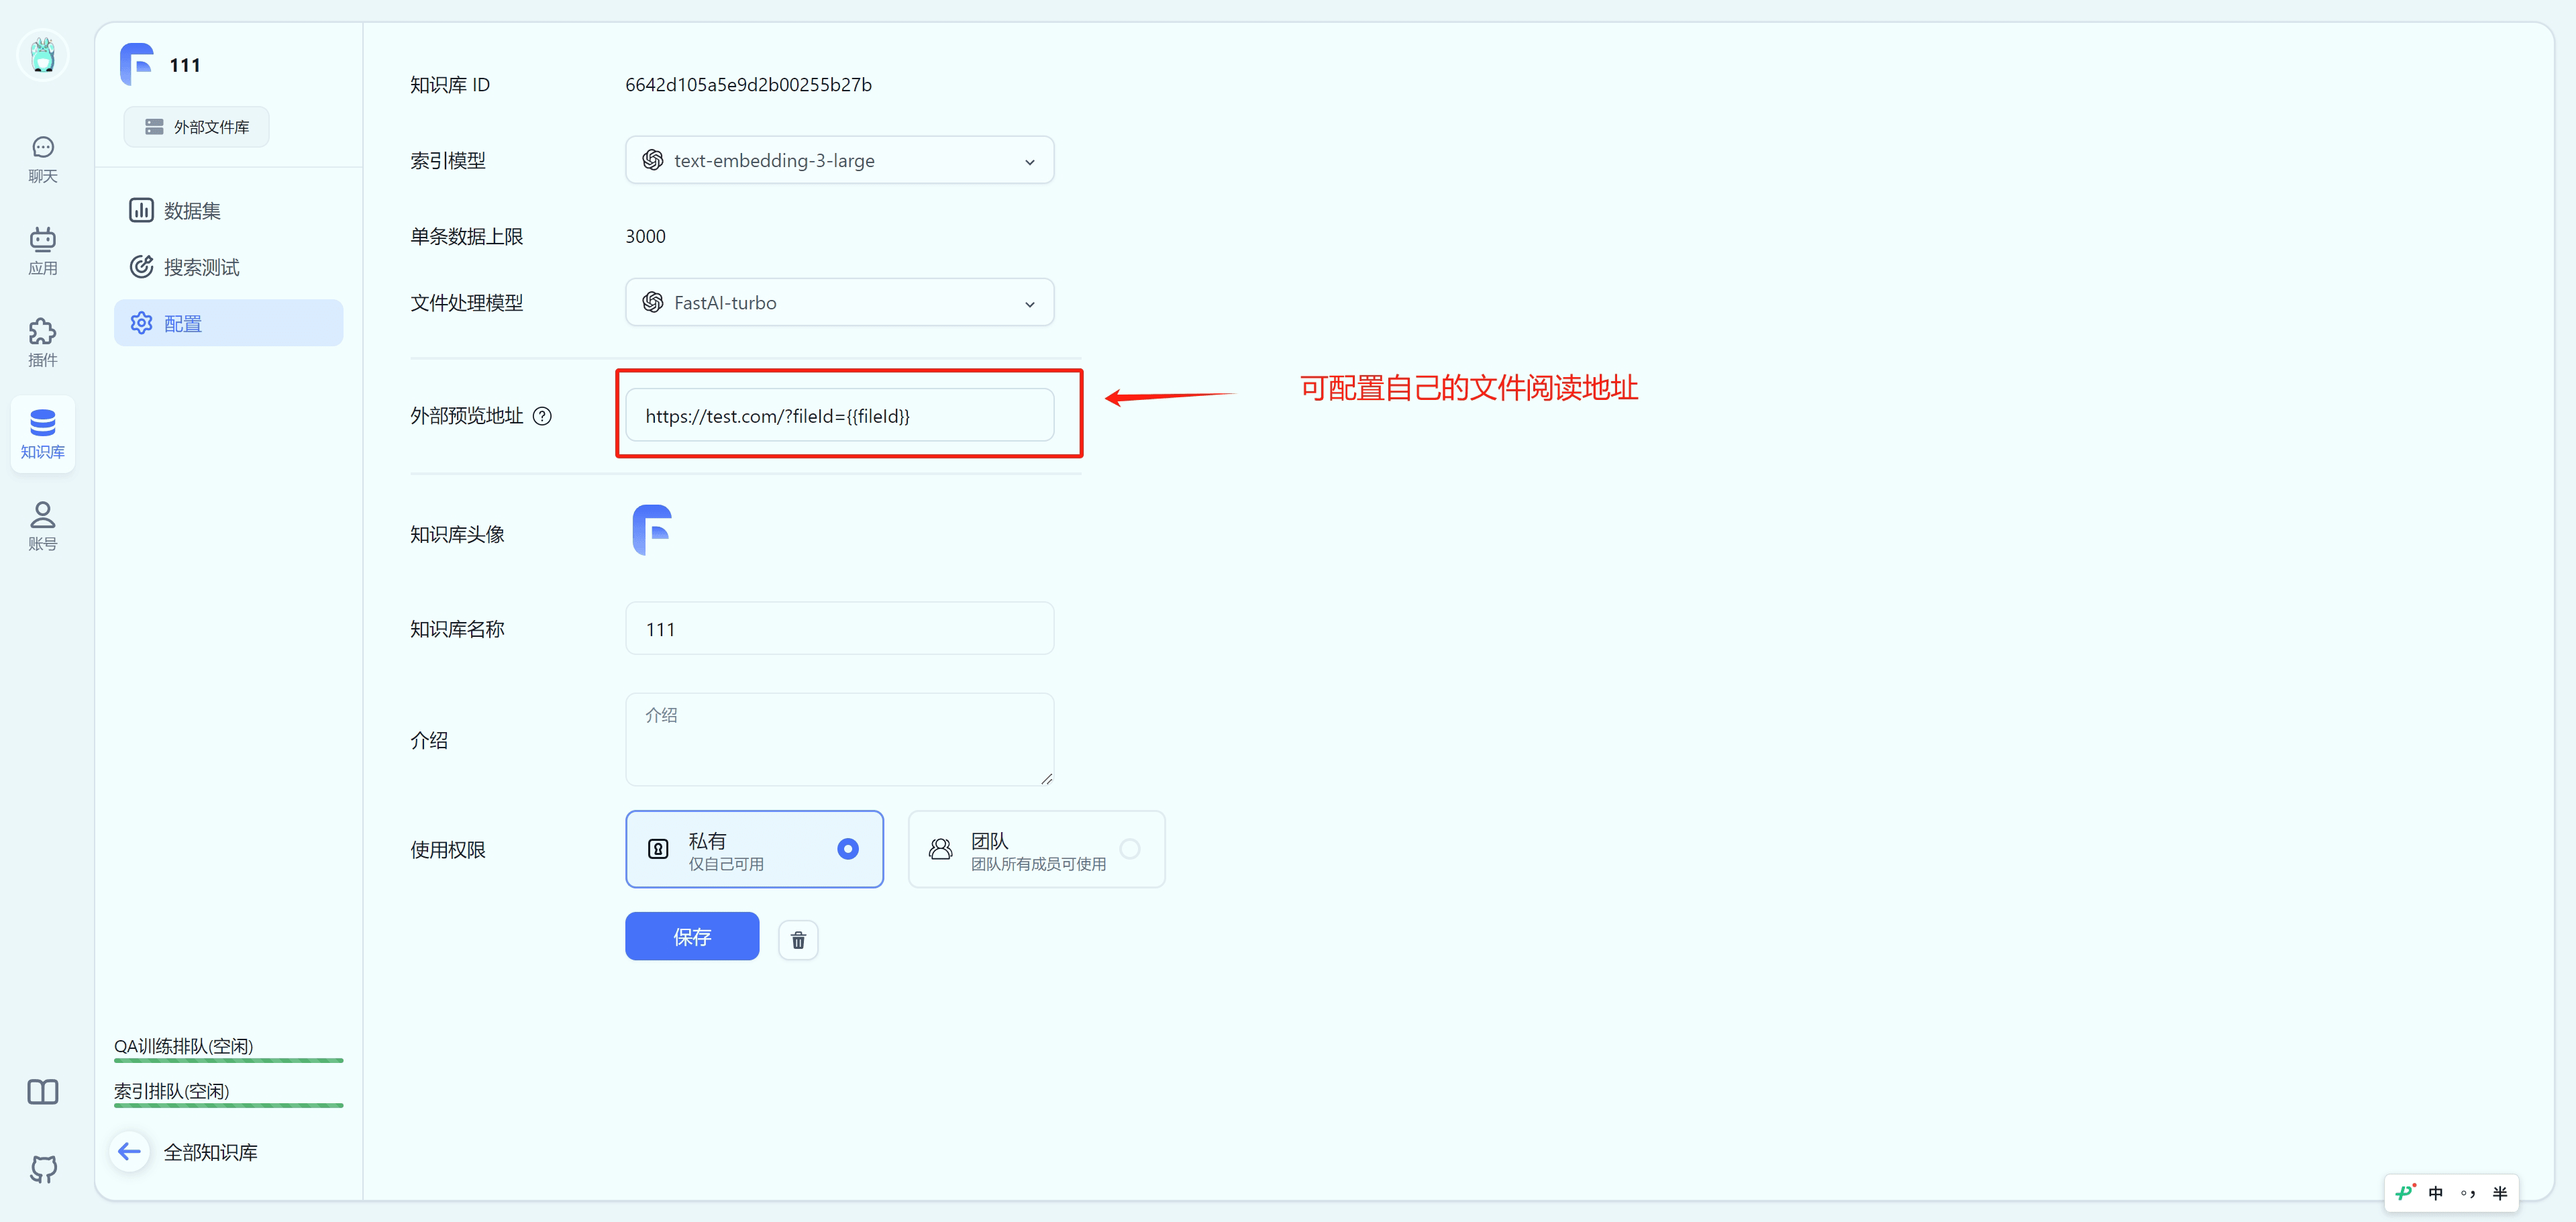 111
外部文件库
聊天
应用
插件
知识库
账号
数据集
搜索测试
配置
QA训练排队(空闲)
索引排队(空闲)
全部知识库
知识库 ID
6642d105a5e9d2b00255b27b
索引模型
text-embedding-3-large
单条数据上限
3000
文件处理模型
FastAI-turbo
外部预览地址
https://test.com/?fileId={{fileId}}
可配置自己的文件阅读地址
知识库头像
知识库名称
111
介绍
介绍
使用权限
私有
仅自己可用
团队
团队所有成员可使用
保存
中 °， 半